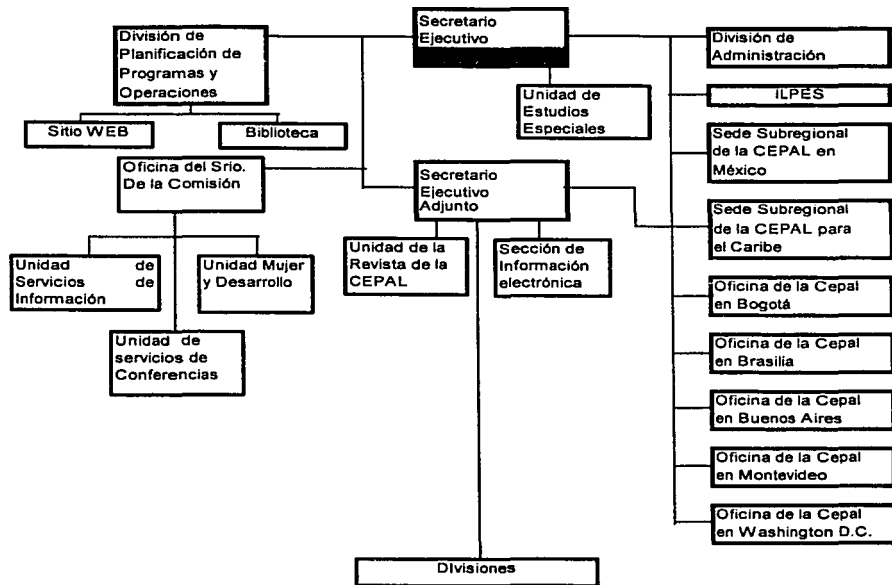 Secretario
Ejecutivo
División de
Planificación de
Programas y
Operaciones
División de
Administración
Unidad de
Estudios
Especiales
ILPES
Sitio WEB
Biblioteca
Sede Subregional
de la CEPAL en
México
Oficina del Srio.
De la Comisión
Secretario
Ejecutivo
Adjunto
Sede Subregional
de la CEPAL para
el Caribe
Unidad de
Servicios de
Información
Unidad Mujer
y Desarrollo
Unidad de la
Revista de la
CEPAL
Sección de
Información
electrónica
Oficina de la Cepal
en Bogotá
Unidad de
servicios de
Conferencias
Oficina de la Cepal
en Brasilia
Oficina de la Cepal
en Buenos Aires
Oficina de la Cepal
en Montevideo
Oficina de la Cepal
en Washington D.C.
Divisiones